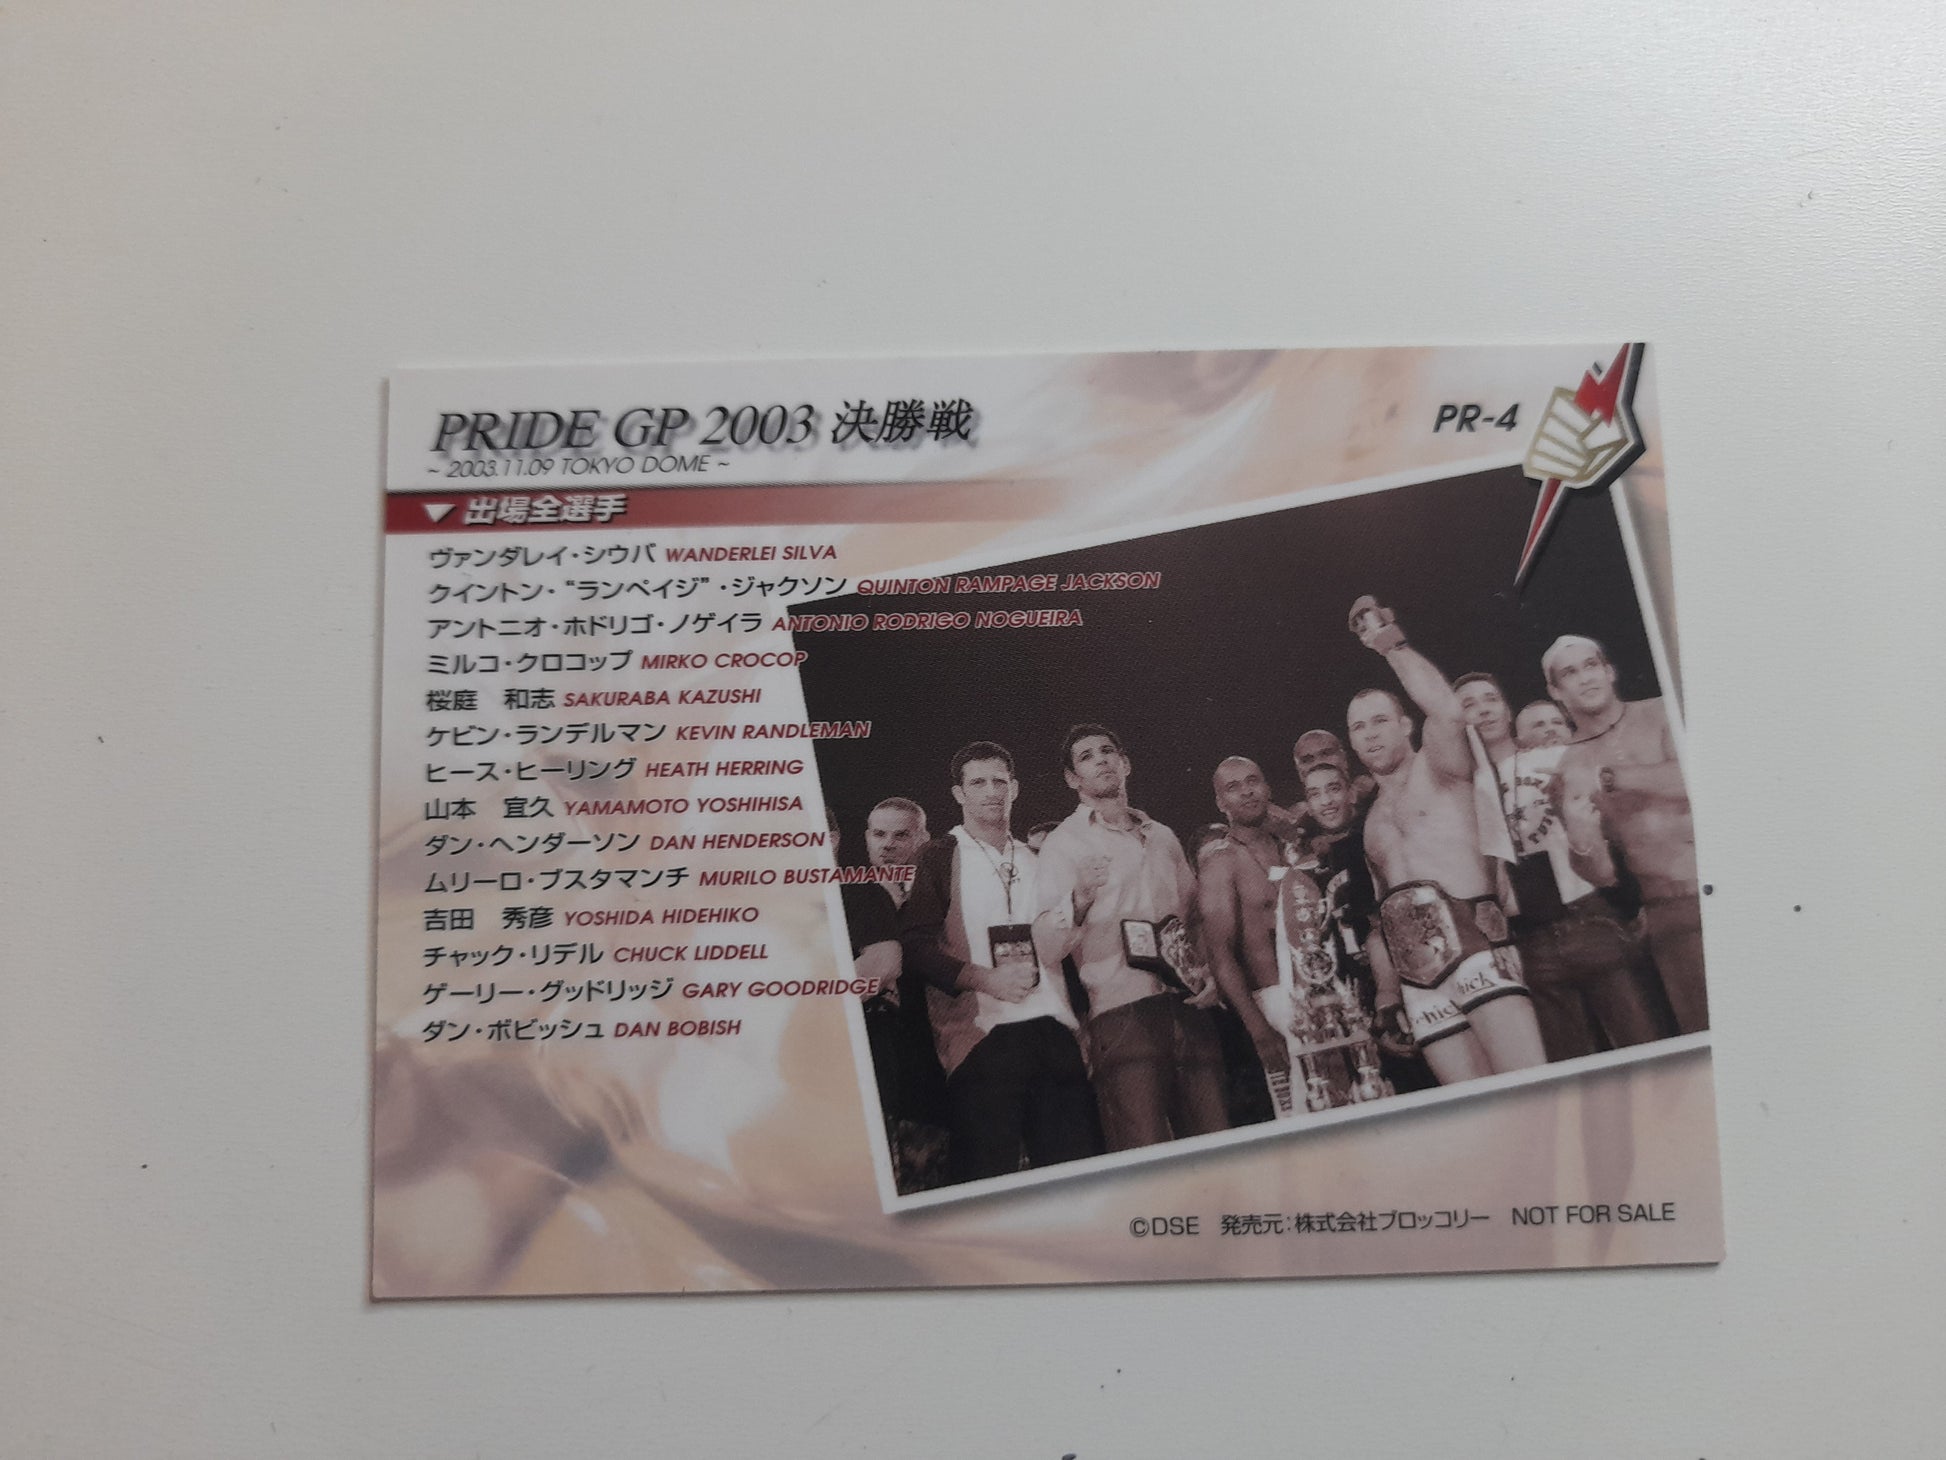 PRIDE GP 2003 決勝戦
~ 2003.11.09 TOKYO DOME ~
PR-4
▼ 出場全選手
ヴァンダレイ・シウバ WANDERLEI SILVA
クイントン・“ランペイジ”・ジャクソン QUINTON RAMPAGE JACKSON
アントニオ・ホドリゴ・ノゲイラ ANTONIO RODRIGO NOGUEIRA
ミルコ・クロコップ MIRKO CROCOP
桜庭　和志 SAKURABA KAZUSHI
ケビン・ランデルマン KEVIN RANDLEMAN
ヒース・ヒーリング HEATH HERRING
山本　宜久 YAMAMOTO YOSHIHISA
ダン・ヘンダーソン DAN HENDERSON
ムリーロ・ブスタマンチ MURILO BUSTAMANTE
吉田　秀彦 YOSHIDA HIDEHIKO
チャック・リデル CHUCK LIDDELL
ゲーリー・グッドリッジ GARY GOODRIDGE
ダン・ボビッシュ DAN BOBISH
©DSE　発売元：株式会社ブロッコリー　NOT FOR SALE